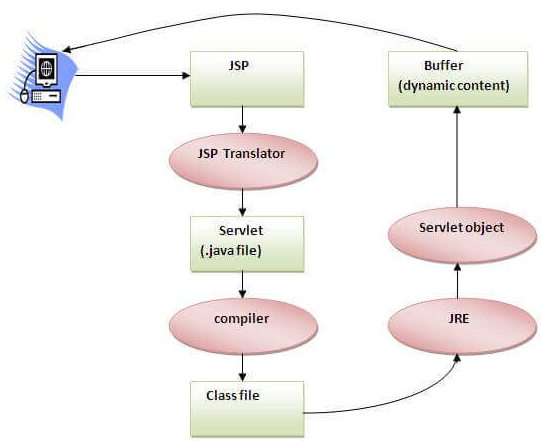 JSP
Buffer
(dynamic content)
JSP Translator
Servlet
(.java file)
Servlet object
compiler
JRE
Class file